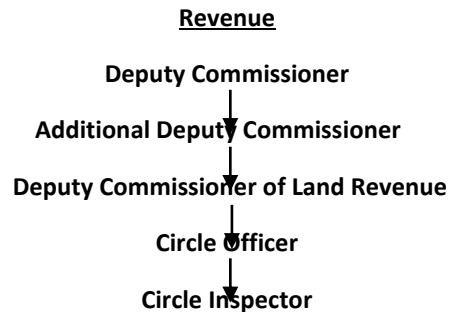 Revenue
Deputy Commissioner
Additional Deputy Commissioner
Deputy Commissioner of Land Revenue
Circle Officer
Circle Inspector